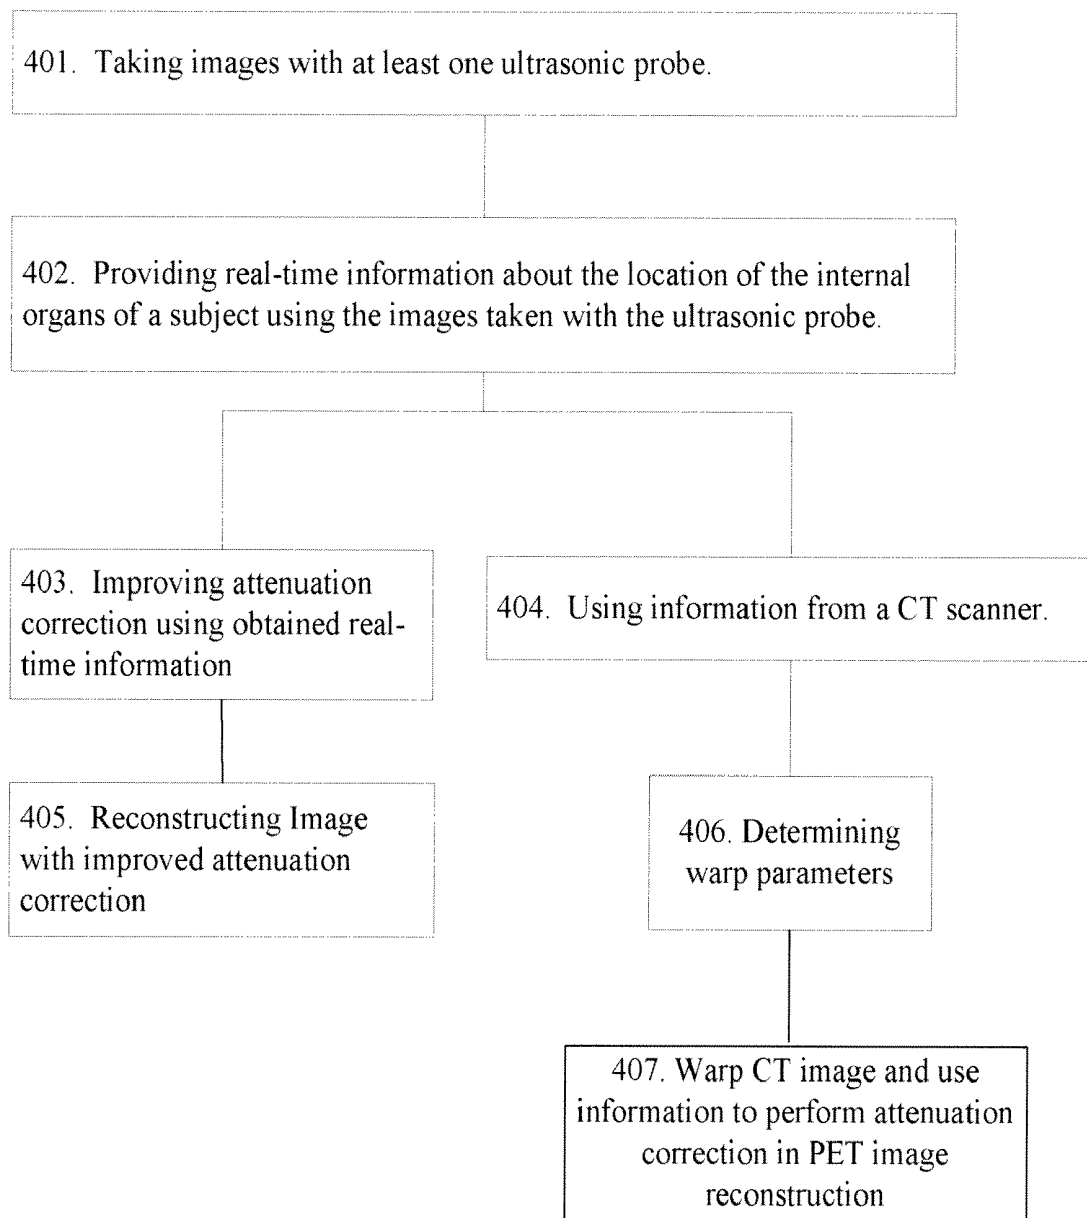 401. Taking images with at least one ultrasonic probe.
402. Providing real-time information about the location of the internal
organs of a subject using the images taken with the ultrasonic probe.
403. Improving attenuation
correction using obtained real-
time information
404. Using information from a CT scanner.
405. Reconstructing Image
with improved attenuation
correction
406. Determining
warp parameters
407. Warp CT image and use
information to perform attenuation
correction in PET image
reconstruction